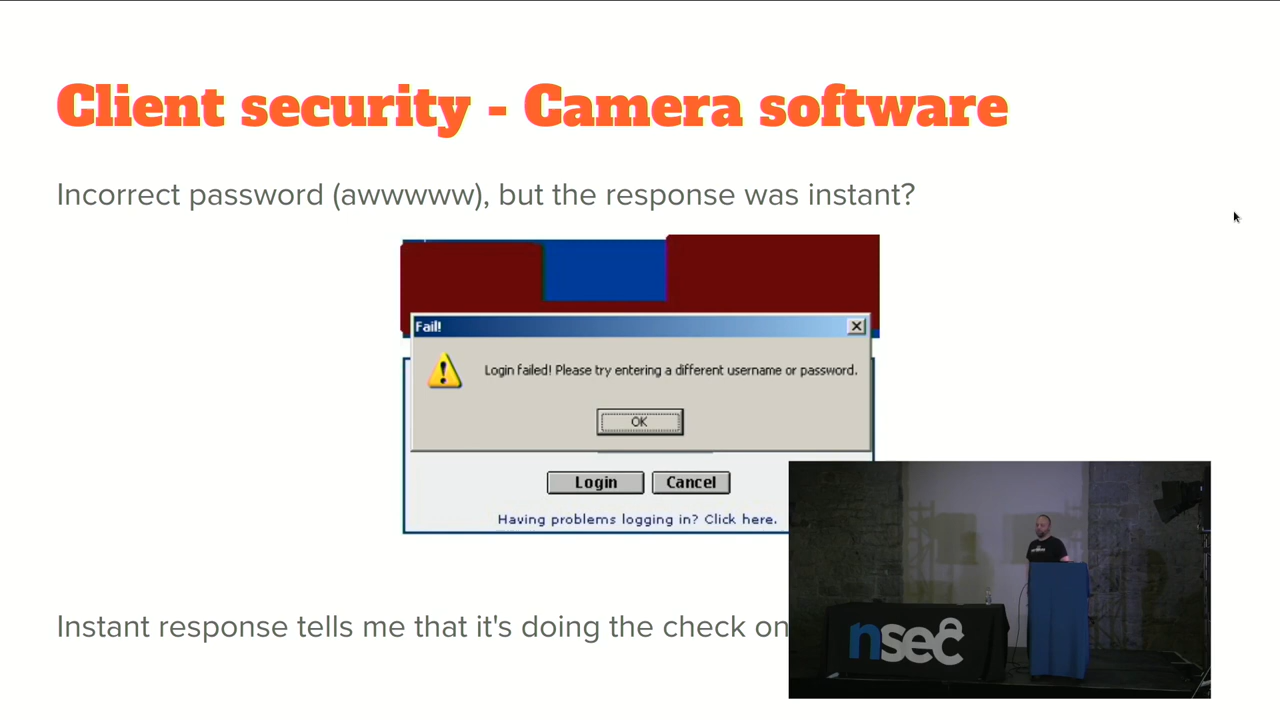 Client security - Camera software
Incorrect password (awwwww), but the response was instant?
Fail!
Login failed! Please try entering a different username or password.
OK
Login Cancel
Having problems logging in? Click here.
Instant response tells me that it's doing the check on
nsec